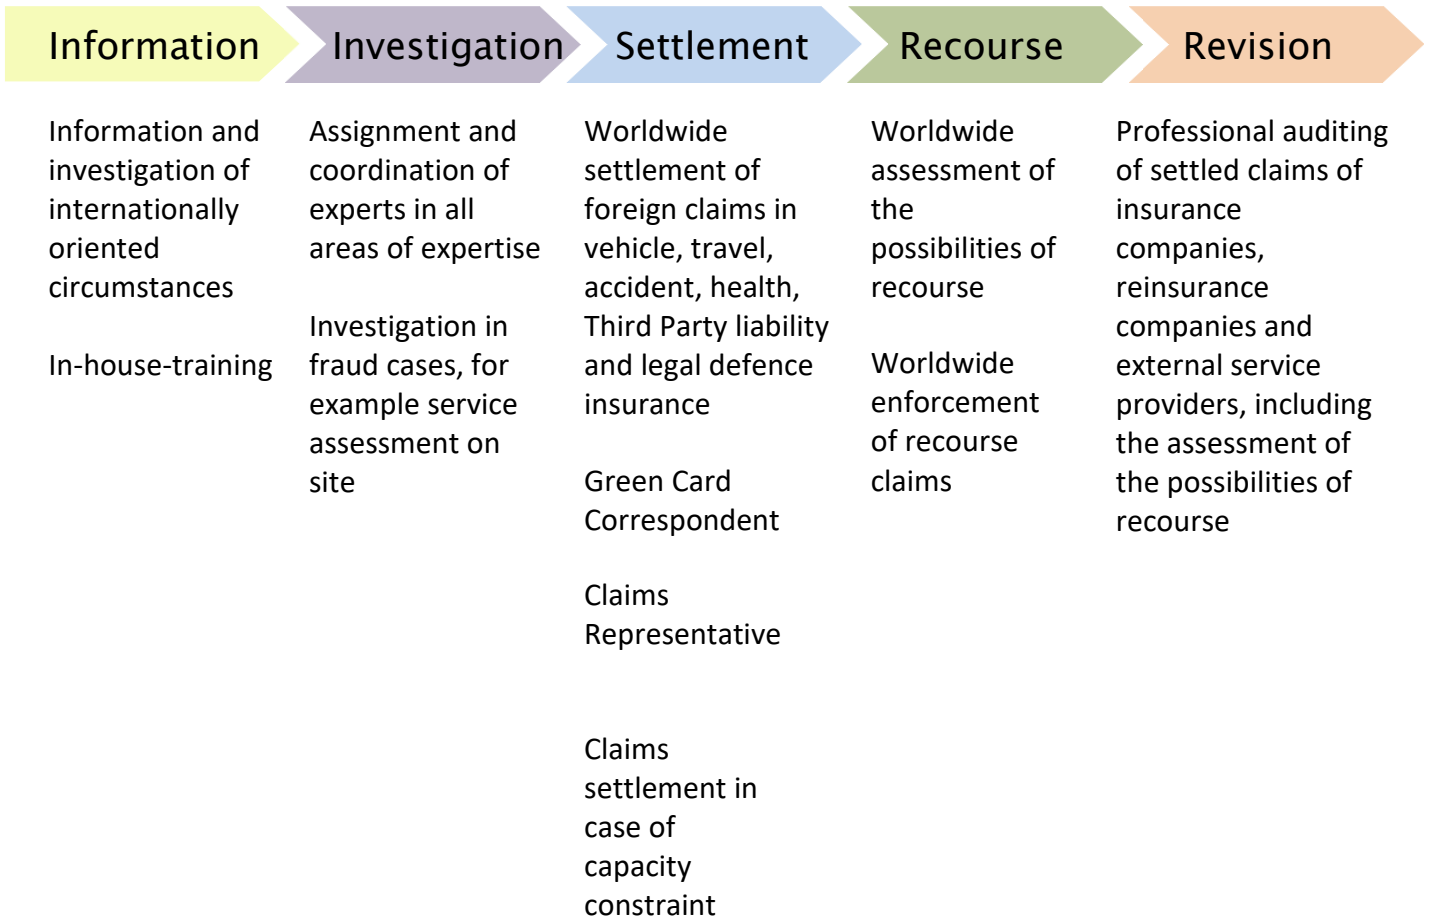 Information
Investigation
Settlement
Recourse
Revision
Information and
investigation of
internationally
oriented
circumstances
In-house-training
Assignment and
coordination of
experts in all
areas of expertise
Investigation in
fraud cases, for
example service
assessment on
site
Worldwide
settlement of
foreign claims in
vehicle, travel,
accident, health,
Third Party liability
and legal defence
insurance
Green Card
Correspondent
Claims
Representative
Claims
settlement in
case of
capacity
constraint
Worldwide
assessment of
the
possibilities of
recourse
Worldwide
enforcement
of recourse
claims
Professional auditing
of settled claims of
insurance
companies,
reinsurance
companies and
external service
providers, including
the assessment of
the possibilities of
recourse